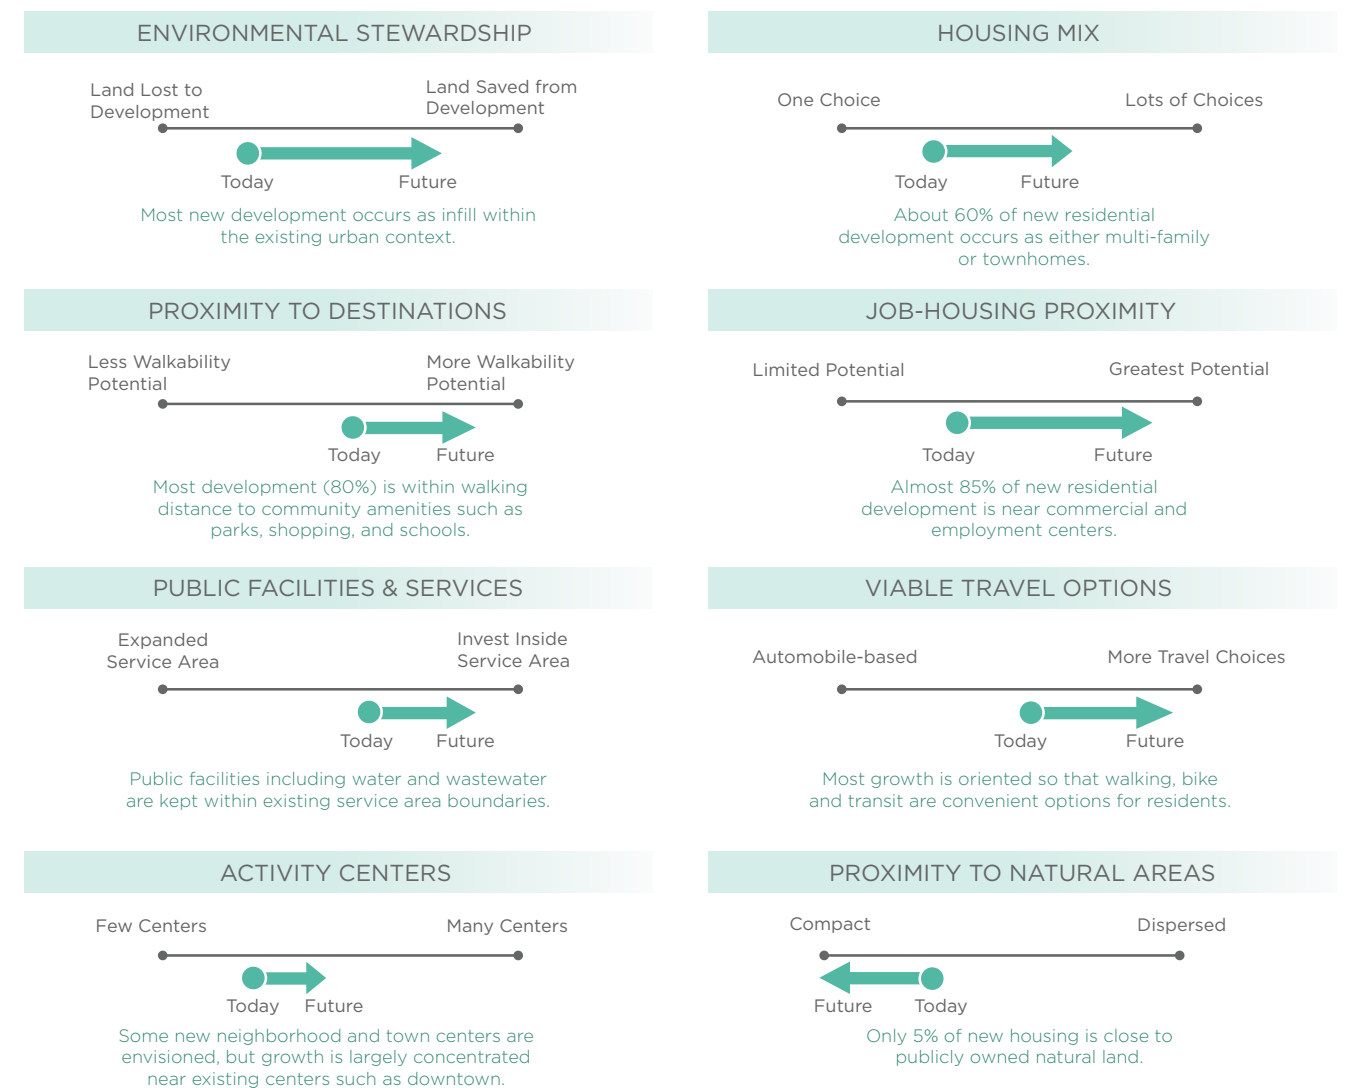 ENVIRONMENTAL STEWARDSHIP
Land Lost to
Development
Land Saved from
Development
Today
Future
Most new development occurs as infill within
the existing urban context.
HOUSING MIX
One Choice
Lots of Choices
Today
Future
About 60% of new residential
development occurs as either multi-family
or townhomes.
PROXIMITY TO DESTINATIONS
Less Walkability
Potential
More Walkability
Potential
Today
Future
Most development (80%) is within walking
distance to community amenities such as
parks, shopping, and schools.
JOB-HOUSING PROXIMITY
Limited Potential
Greatest Potential
Today
Future
Almost 85% of new residential
development is near commercial and
employment centers.
PUBLIC FACILITIES & SERVICES
Expanded
Service Area
Invest Inside
Service Area
Today
Future
Public facilities including water and wastewater
are kept within existing service area boundaries.
VIABLE TRAVEL OPTIONS
Automobile-based
More Travel Choices
Today
Future
Most growth is oriented so that walking, bike
and transit are convenient options for residents.
ACTIVITY CENTERS
Few Centers
Many Centers
Today
Future
Some new neighborhood and town centers are
envisioned, but growth is largely concentrated
near existing centers such as downtown.
PROXIMITY TO NATURAL AREAS
Compact
Dispersed
Future
Today
Only 5% of new housing is close to
publicly owned natural land.